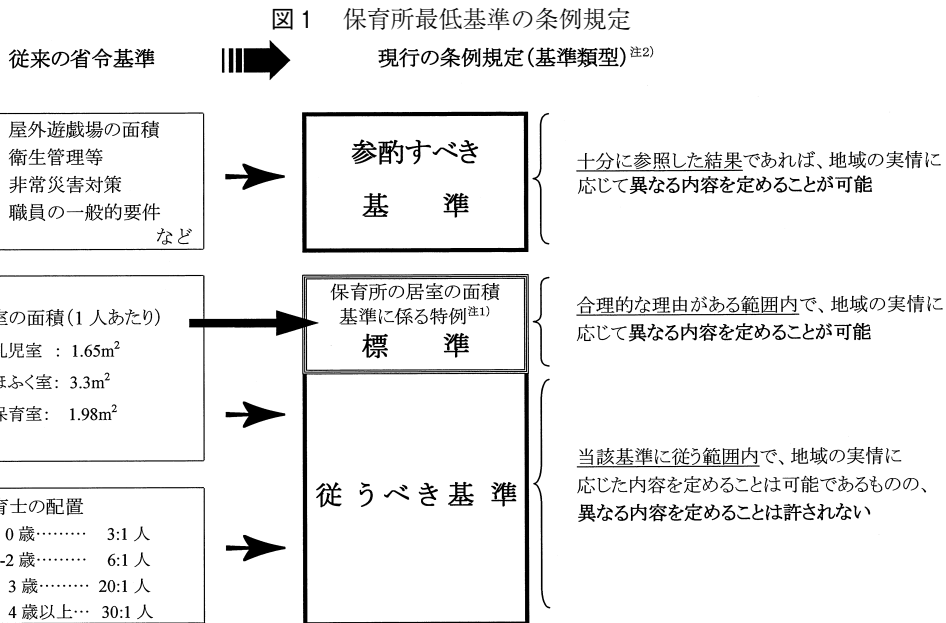 図1 保育所最低基準の条例規定
従来の省令基準
現行の条例規定(基準類型)注2)
屋外遊戯場の面積
衛生管理等
非常災害対策
職員の一般的要件
など
参酌すべき
基 準
十分に参照した結果であれば、地域の実情に
応じて異なる内容を定めることが可能
室の面積(1人あたり)
乳児室 : 1.65m²
ほふく室: 3.3m²
保育室: 1.98m²
保育所の居室の面積
基準に係る特例注1)
標 準
合理的な理由がある範囲内で、地域の実情に
応じて異なる内容を定めることが可能
従うべき基 準
当該基準に従う範囲内で、地域の実情に
応じた内容を定めることは可能であるものの、
異なる内容を定めることは許されない
育士の配置
0歳……… 3:1人
-2歳……… 6:1人
3歳……… 20:1人
4歳以上… 30:1人